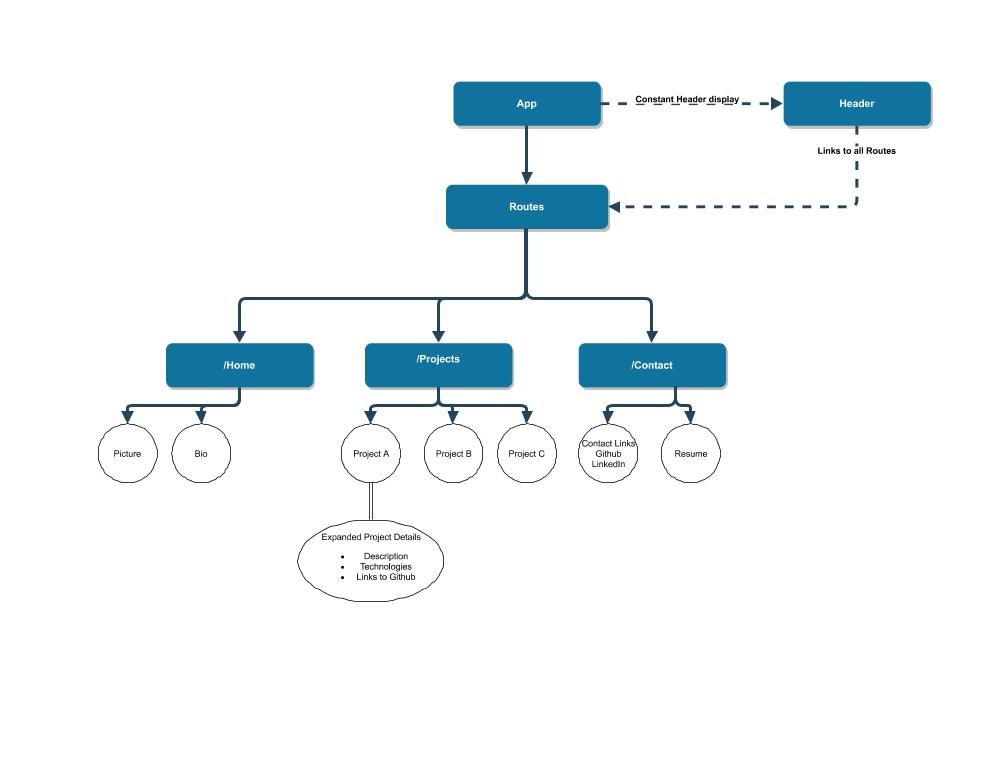 App
Constant Header display
Header
Links to all Routes
Routes
/Home
/Projects
/Contact
Picture
Bio
Project A
Project B
Project C
Contact Links
Github
LinkedIn
Resume
Expanded Project Details
• Description
• Technologies
• Links to Github